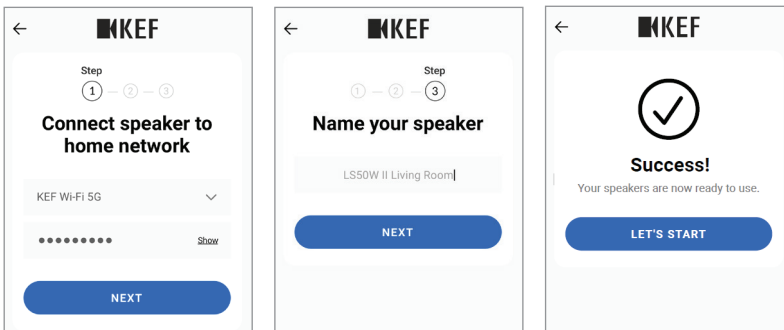 KEF
Step
1 2 3
Connect speaker to
home network
KEF Wi-Fi 5G
●●●●●●●●● Show
NEXT
KEF
Step
1 2 3
Name your speaker
LS50W II Living Room
NEXT
KEF
Success!
Your speakers are now ready to use.
LET'S START